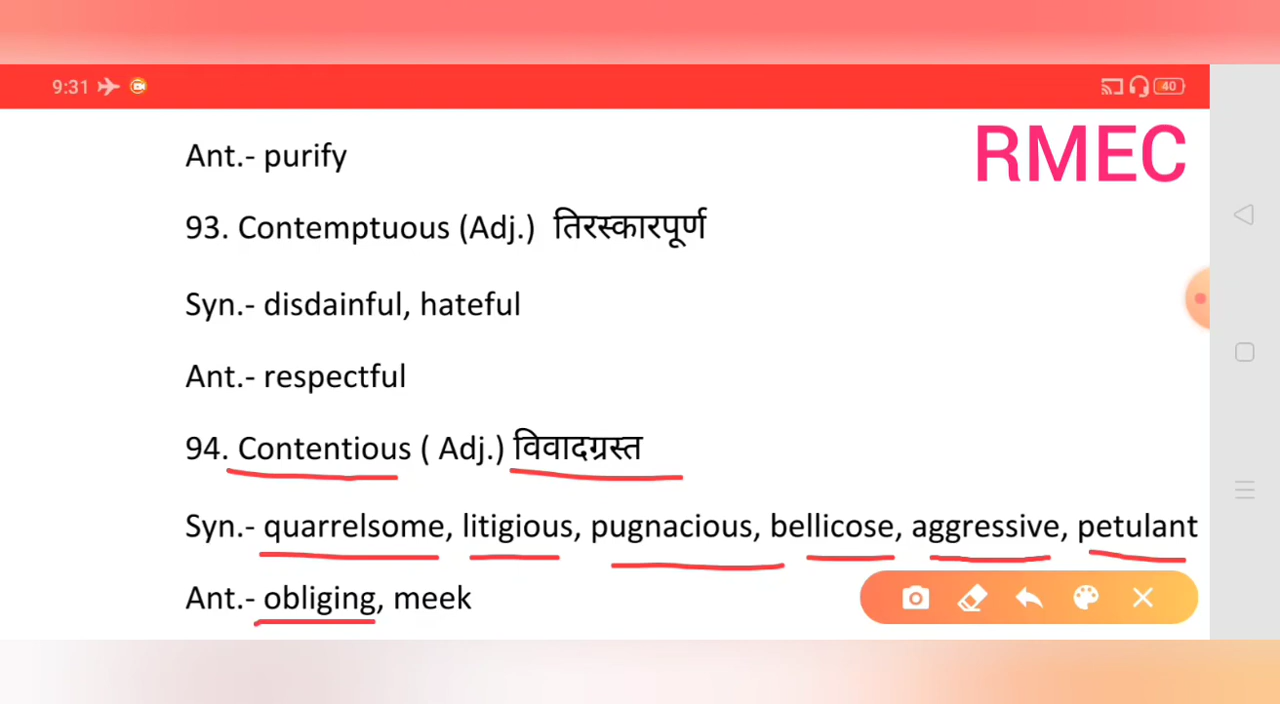 9:31
40
RMEC
Ant.- purify
93. Contemptuous (Adj.) तिरस्कारपूर्ण
Syn.- disdainful, hateful
Ant.- respectful
94. Contentious ( Adj.) विवादग्रस्त
Syn.- quarrelsome, litigious, pugnacious, bellicose, aggressive, petulant
Ant.- obliging, meek